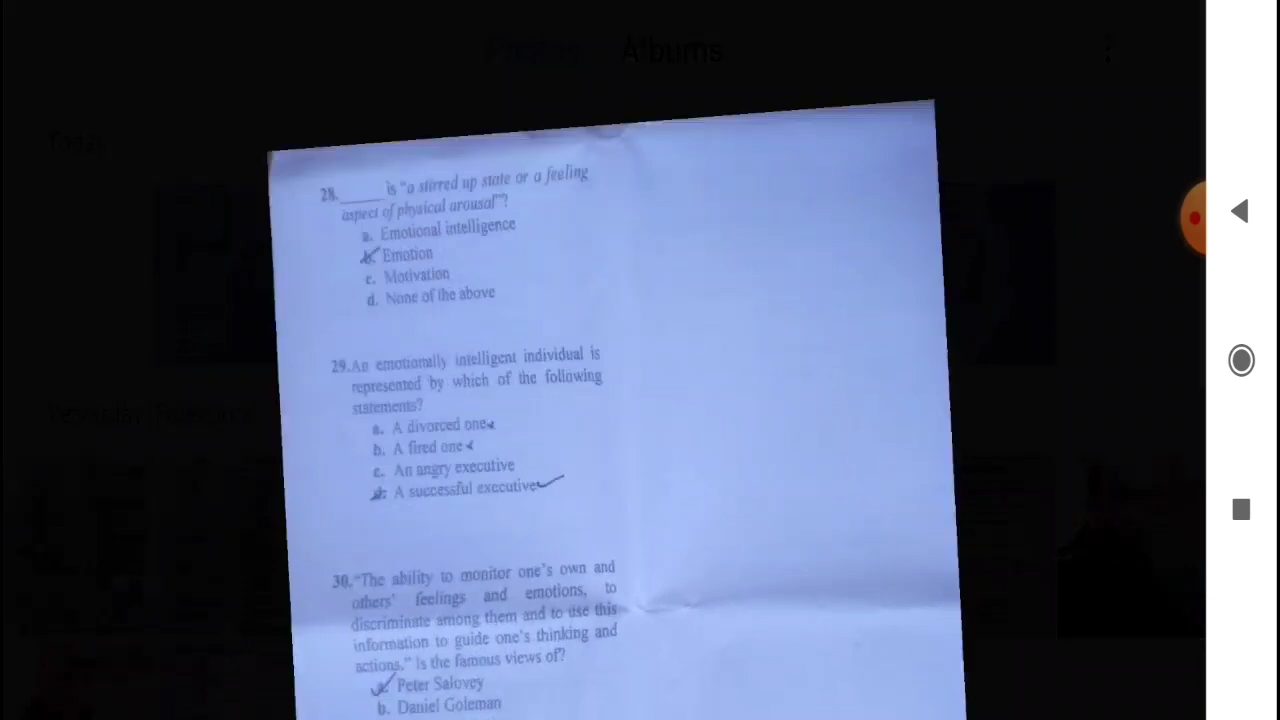 Photos Albums
Today
28.____ is "a stirred up state or a feeling
aspect of physical arousal"?
a. Emotional intelligence
b. Emotion
c. Motivation
d. None of the above
29.An emotionally intelligent individual is
represented by which of the following
statements?
a. A divorced one
b. A fired one
c. An angry executive
d. A successful executive
30."The ability to monitor one's own and
others' feelings and emotions, to
discriminate among them and to use this
information to guide one's thinking and
actions." Is the famous views of?
a. Peter Salovey
b. Daniel Goleman